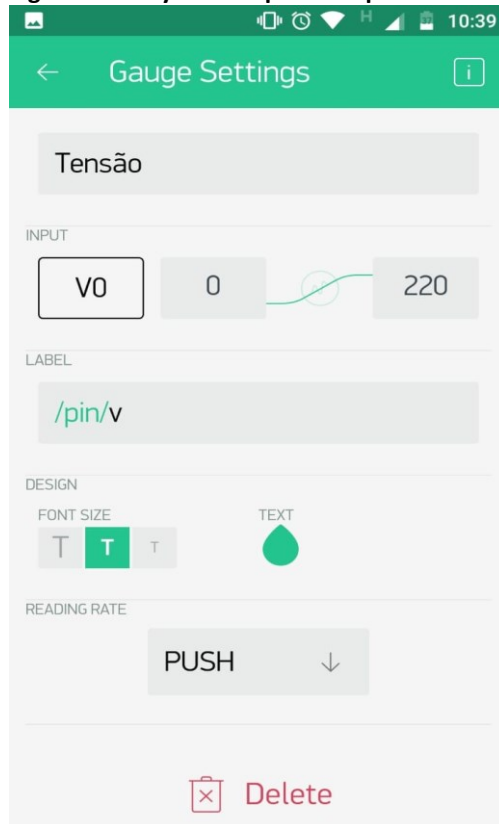 H 10:39
← Gauge Settings i
Tensão
INPUT
V0 0 220
LABEL
/pin/v
DESIGN
FONT SIZE TEXT
T T T
READING RATE
PUSH ↓
Delete